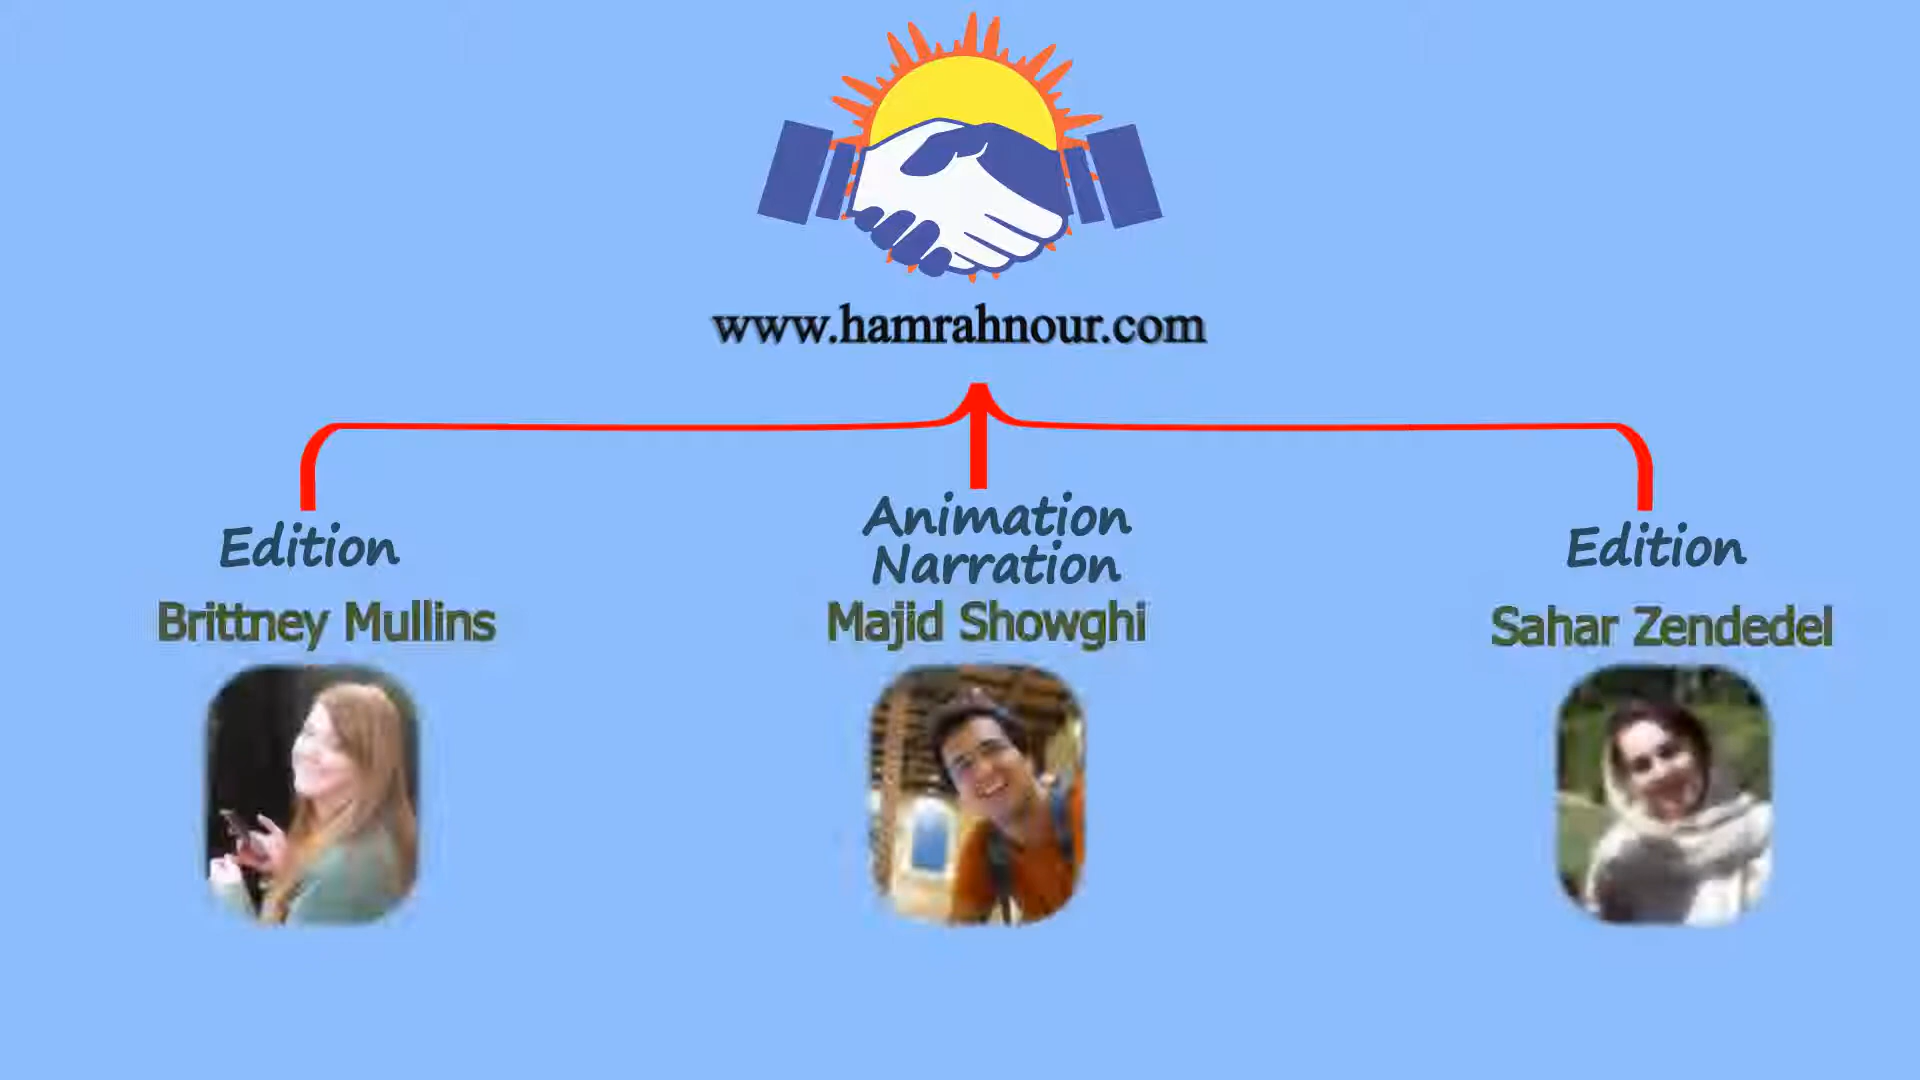 www.hamrahnour.com
Edition
Brittney Mullins
Animation
Narration
Majid Showghi
Edition
Sahar Zendedel